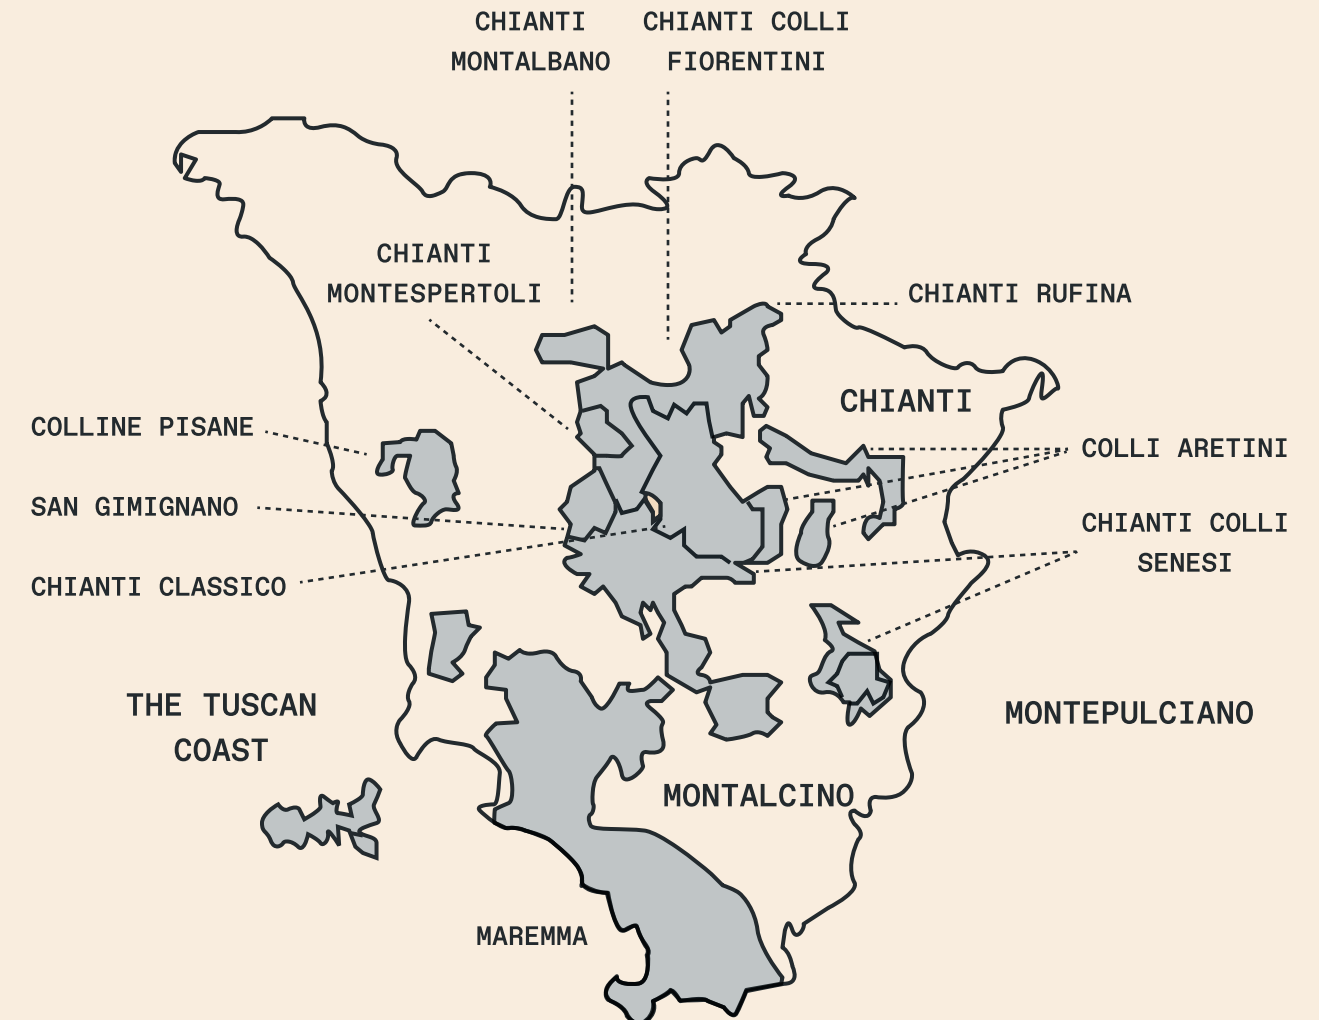 CHIANTI
MONTALBANO
CHIANTI COLLI
FIORENTINI
CHIANTI
MONTESPERTOLI
CHIANTI RUFINA
CHIANTI
COLLINE PISANE
COLLI ARETINI
SAN GIMIGNANO
CHIANTI COLLI
SENESI
CHIANTI CLASSICO
THE TUSCAN
COAST
MONTEPULCIANO
MONTALCINO
MAREMMA